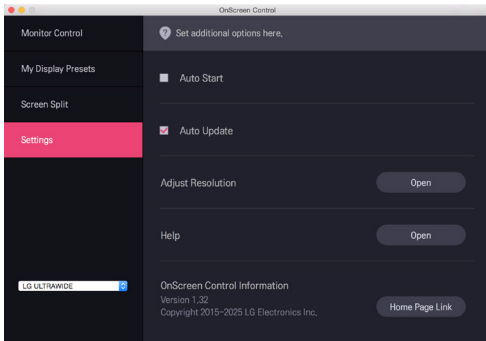 OnScreen Control
Monitor Control
My Display Presets
Screen Split
Settings
LG ULTRAWIDE
? Set additional options here.
Auto Start
Auto Update
Adjust Resolution
Open
Help
Open
OnScreen Control Information
Version 1.32
Copyright 2015-2025 LG Electronics Inc.
Home Page Link